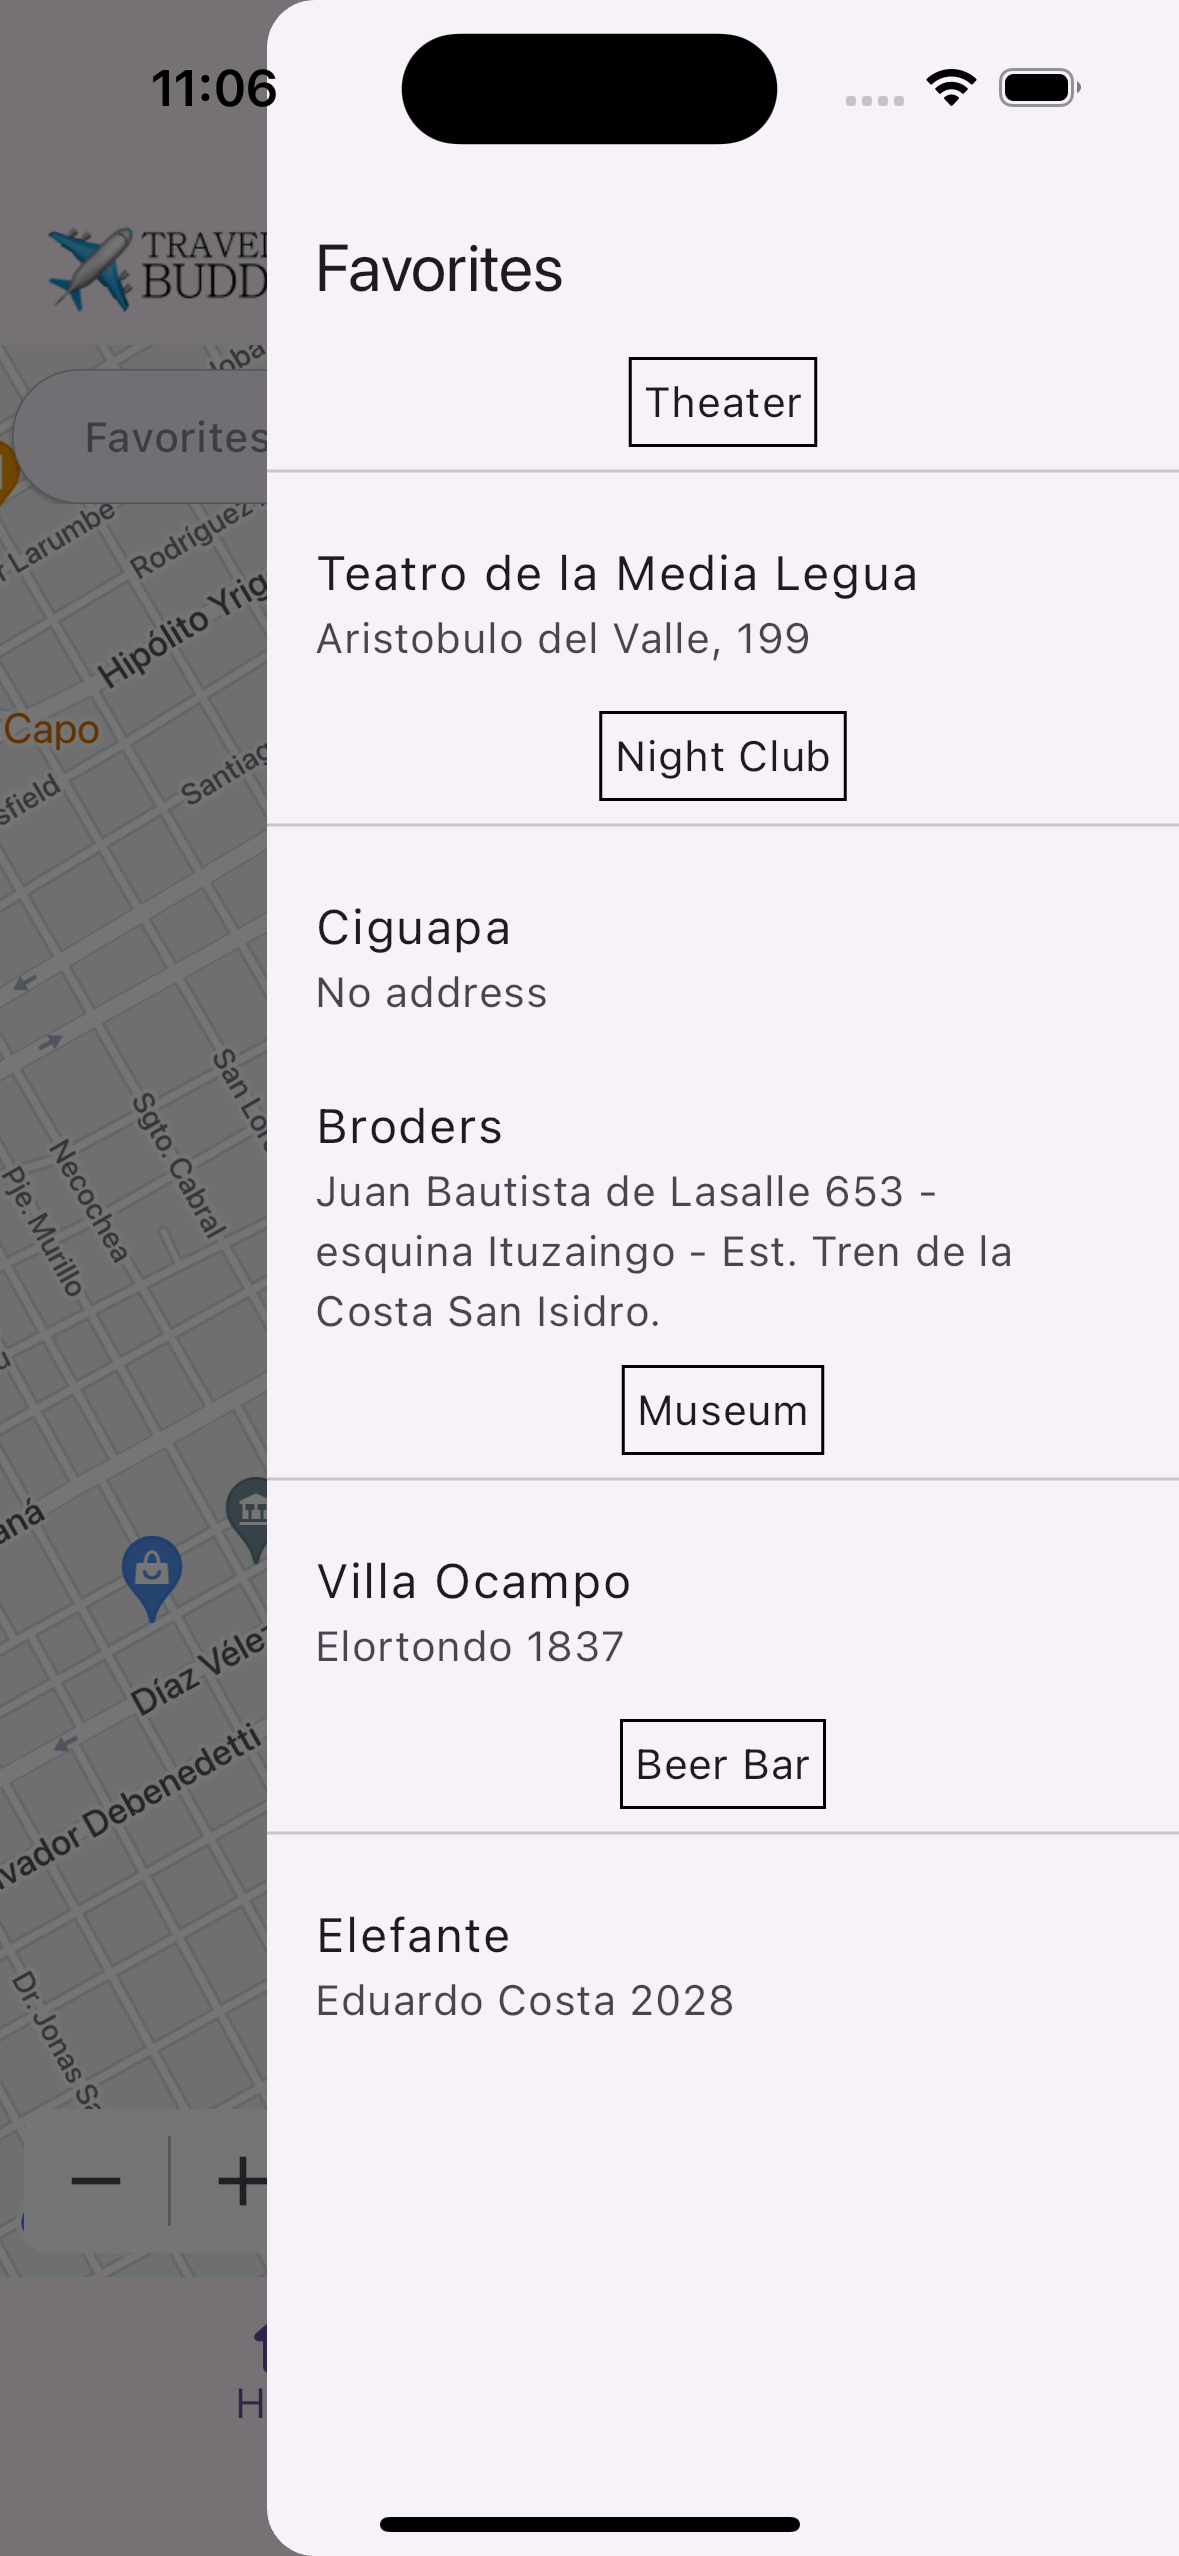 11:06
TRAVEL
BUDD
Favorites
Theater
Teatro de la Media Legua
Aristobulo del Valle, 199
Night Club
Ciguapa
No address
Broders
Juan Bautista de Lasalle 653 -
esquina Ituzaingo - Est. Tren de la
Costa San Isidro.
Museum
Villa Ocampo
Elortondo 1837
Beer Bar
Elefante
Eduardo Costa 2028
Favorites
Larumbe
Rodríguez
Hipólito Yrig
Capo
Santiag
sfield
San Lor
Sgto. Cabral
Necochea
Pje. Murillo
aná
Díaz Vélez
vador Debenedetti
Dr. Jonas Sa
H